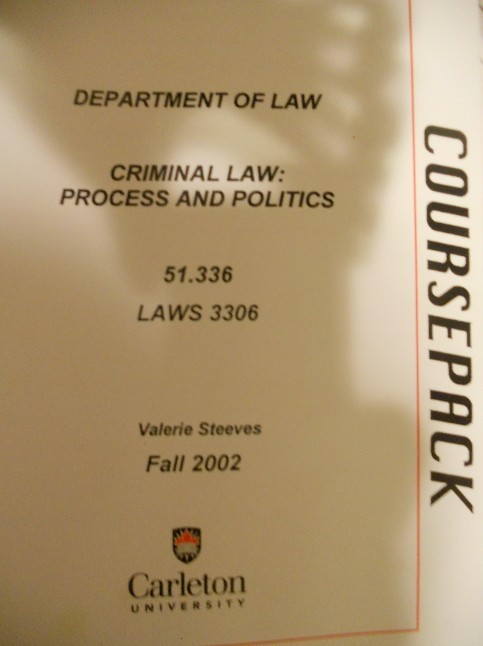 DEPARTMENT OF LAW
CRIMINAL LAW:
PROCESS AND POLITICS
51.336
LAWS 3306
Valerie Steeves
Fall 2002
Carleton
UNIVERSITY
COURSEPACK